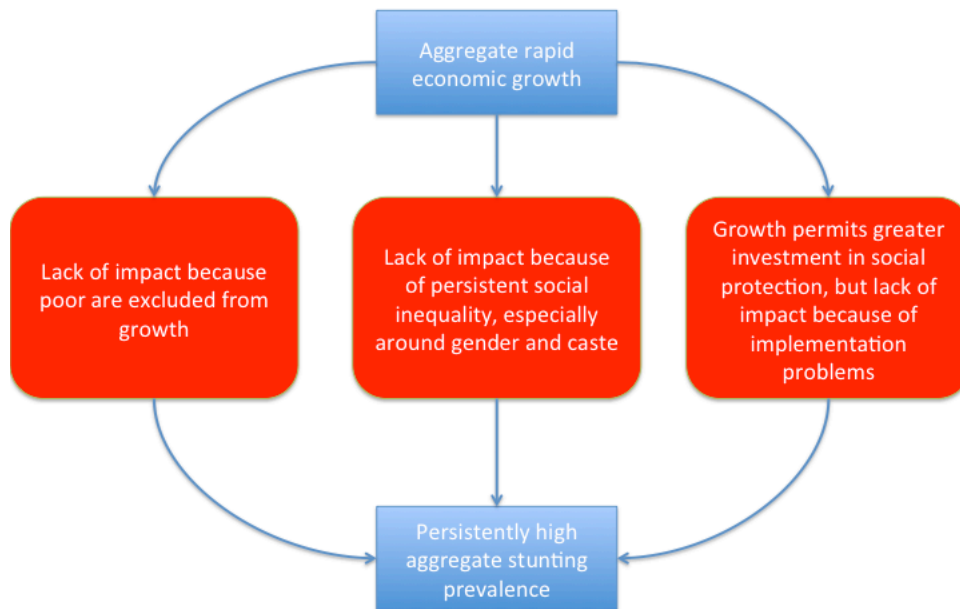 Aggregate rapid
economic growth
Lack of impact because
poor are excluded from
growth
Lack of impact because
of persistent social
inequality, especially
around gender and caste
Growth permits greater
investment in social
protection, but lack of
impact because of
implementation
problems
Persistently high
aggregate stunting
prevalence